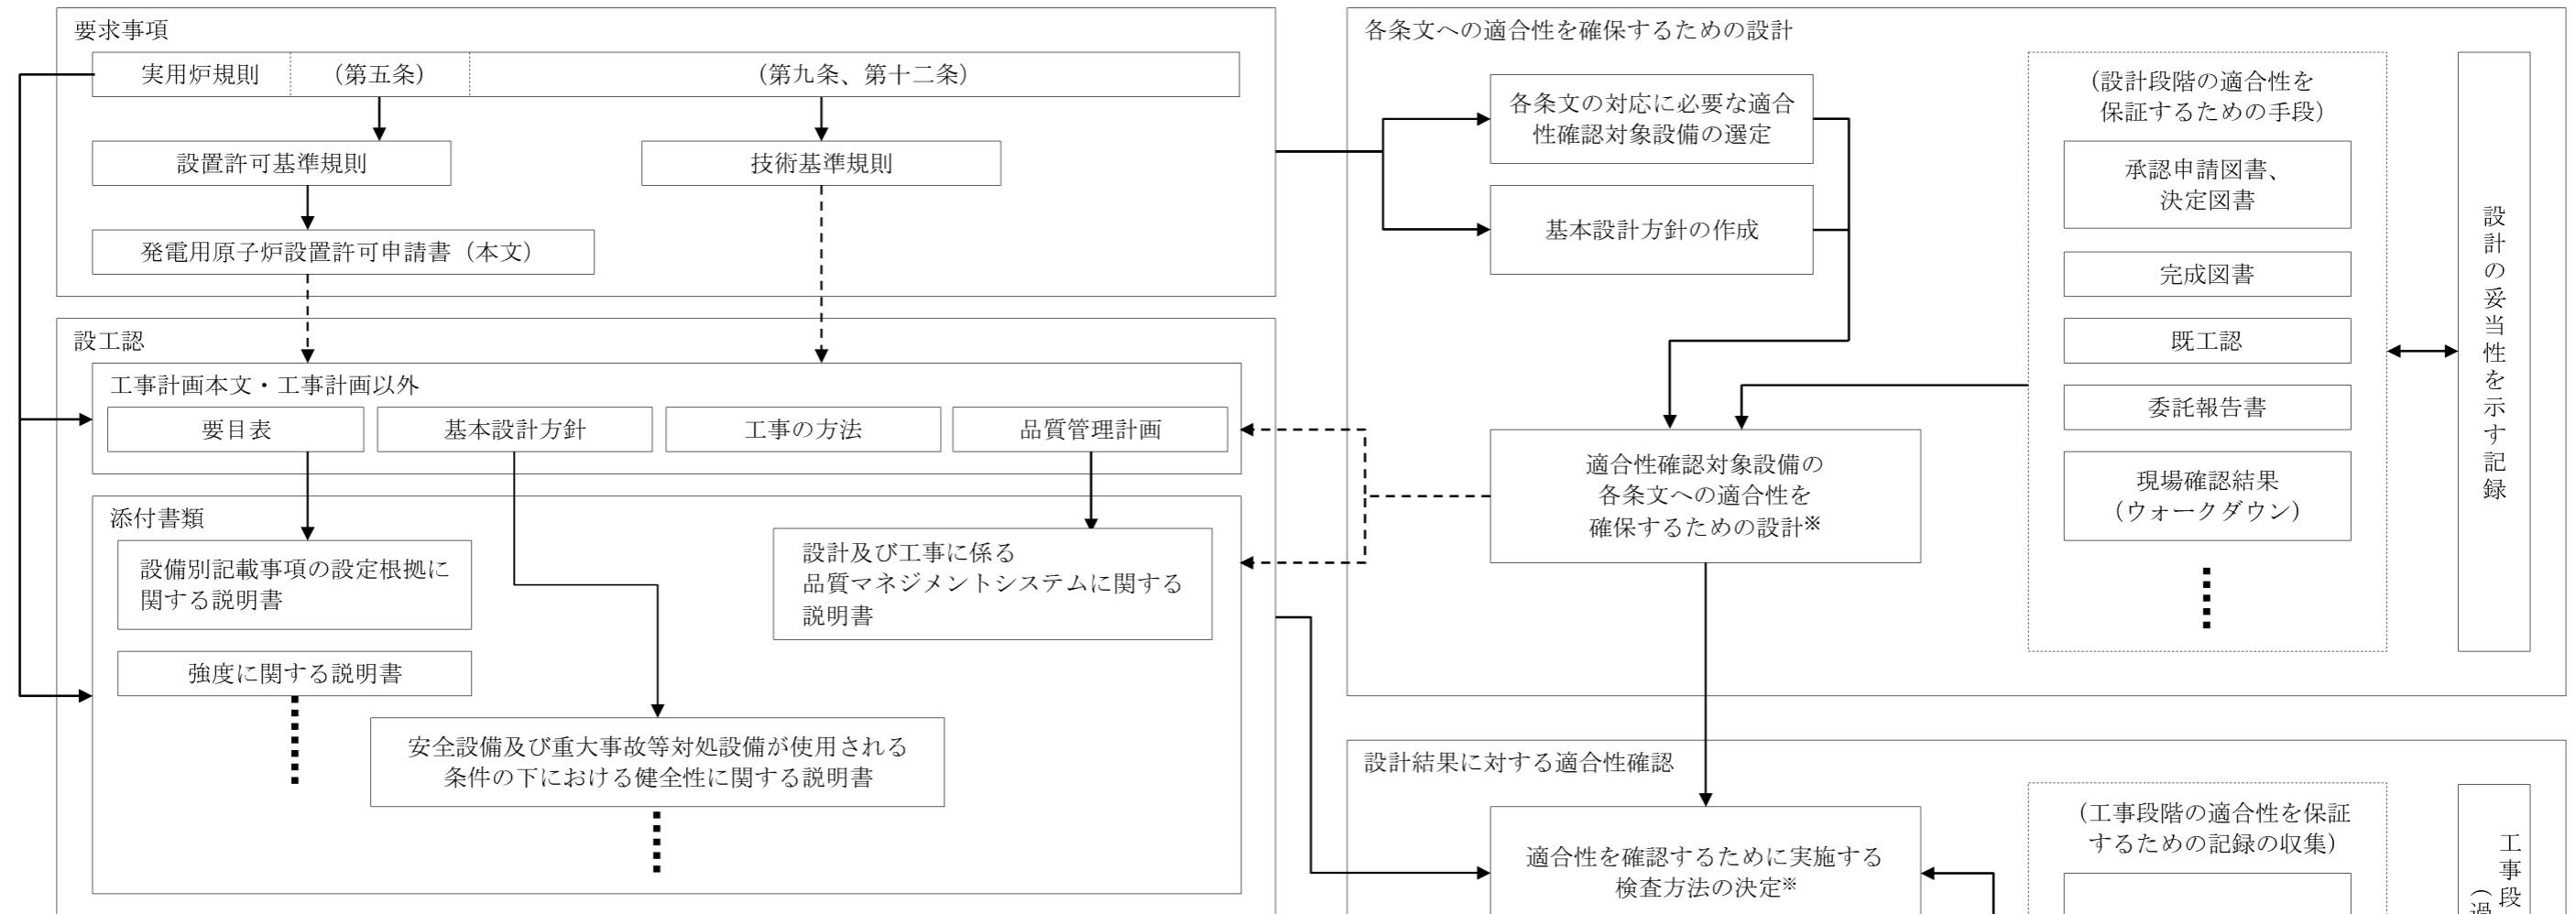 要求事項
実用炉規則
(第五条)
(第九条、第十二条)
設置許可基準規則
技術基準規則
発電用原子炉設置許可申請書（本文）
設工認
工事計画本文・工事計画以外
要目表
基本設計方針
工事の方法
品質管理計画
添付書類
設備別記載事項の設定根拠に
関する説明書
設計及び工事に係る
品質マネジメントシステムに関する
説明書
強度に関する説明書
安全設備及び重大事故等対処設備が使用される
条件の下における健全性に関する説明書
各条文への適合性を確保するための設計
各条文の対応に必要な適合
性確認対象設備の選定
基本設計方針の作成
適合性確認対象設備の
各条文への適合性を
確保するための設計※
(設計段階の適合性を
保証するための手段)
承認申請図書、
決定図書
完成図書
既工認
委託報告書
現場確認結果
(ウォークダウン)
設計の妥当性を示す記録
設計結果に対する適合性確認
適合性を確認するために実施する
検査方法の決定※
(工事段階の適合性を保証
するための記録の収集)
工事段
(過